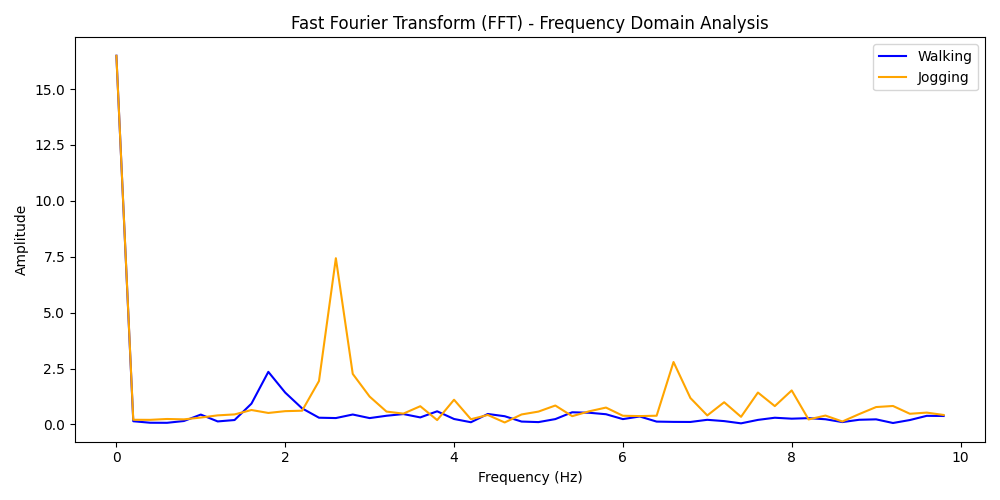 Fast Fourier Transform (FFT) - Frequency Domain Analysis
Walking
Jogging
15.0
12.5
10.0
7.5
5.0
2.5
0.0
Amplitude
0 2 4 6 8 10
Frequency (Hz)